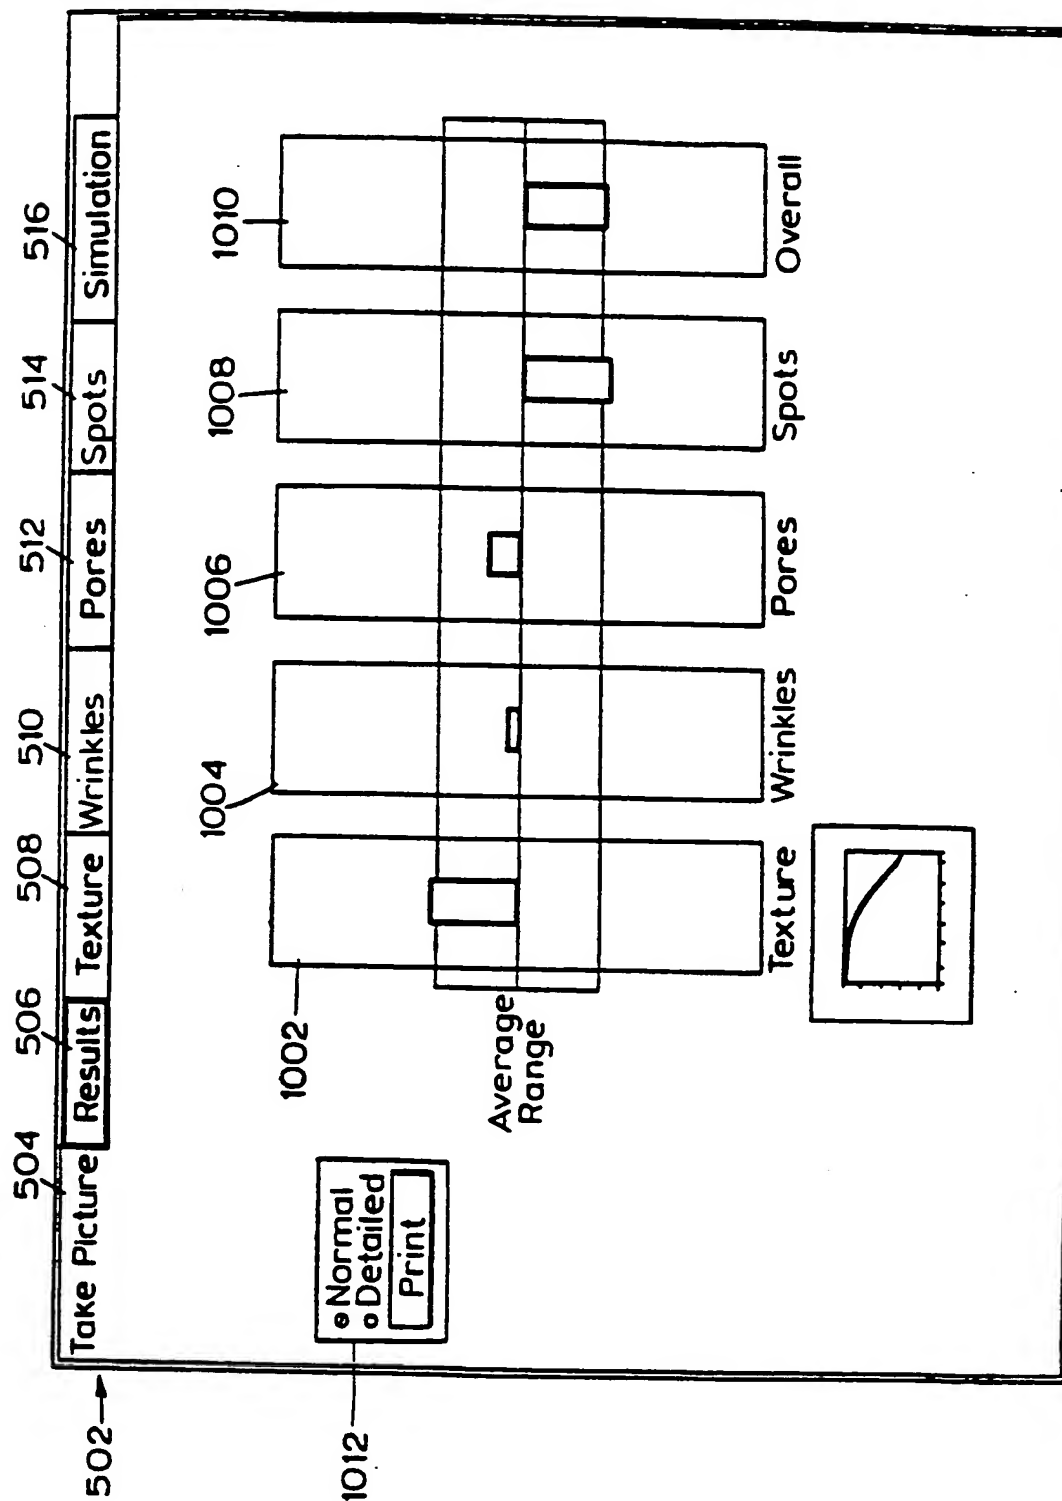 504 506 508 510 512 514 516
502
Take Picture Results Texture Wrinkles Pores Spots Simulation
1002 1004 1006 1008 1010
1012
Normal
Detailed
Print
Average
Range
Texture Wrinkles Pores Spots Overall